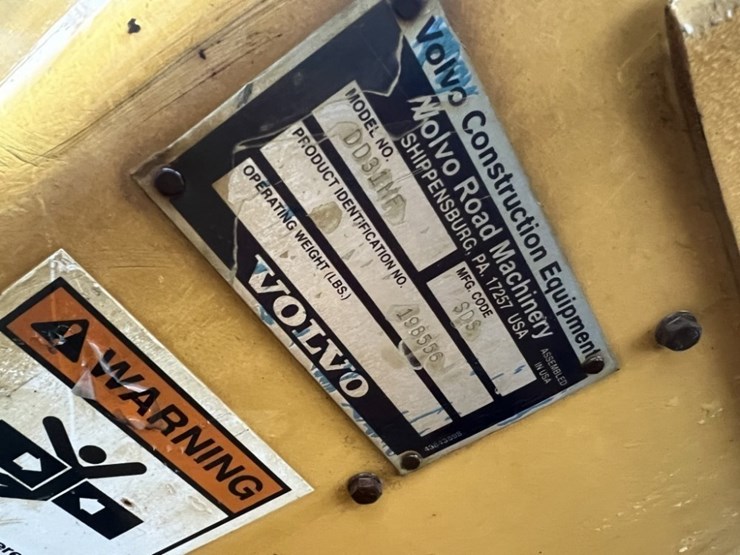 VOLVO Construction Equipment
Volvo Road Machinery
SHIPPENSBURG, PA. 17257 USA
MODEL NO.
DD31HF
MFG. CODE
SDS
PRODUCT IDENTIFICATION NO.
198556
OPERATING WEIGHT (LBS.)
ASSEMBLED
IN USA
VOLVO
WARNING